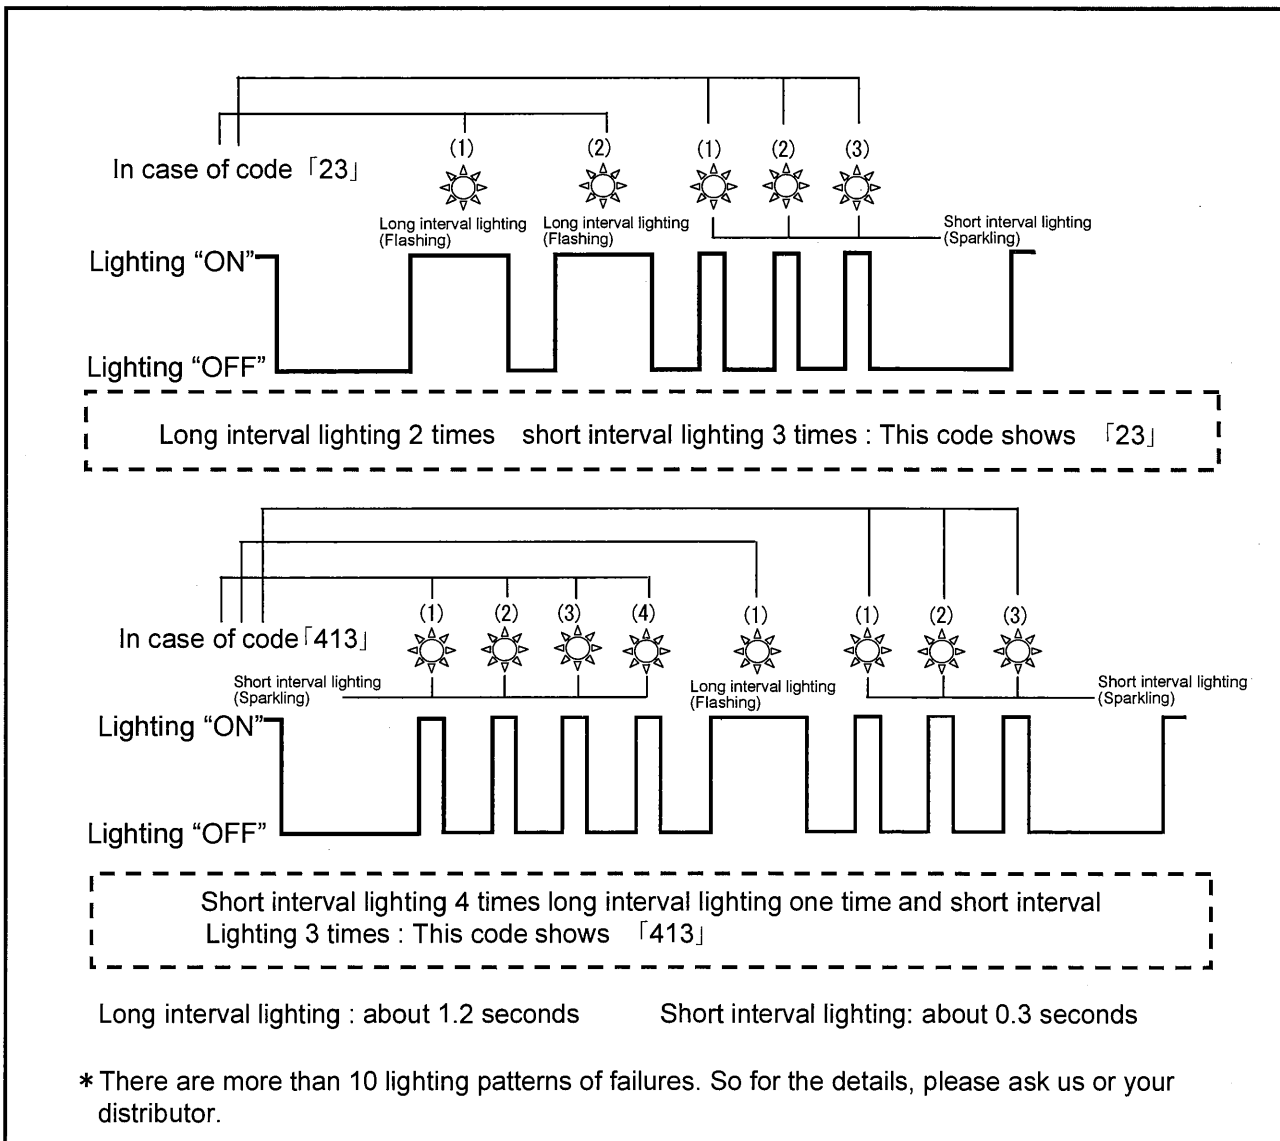 (1) (2) (1) (2) (3)
In case of code「23」
Long interval lighting (Flashing)
Long interval lighting (Flashing)
Short interval lighting (Sparkling)
Lighting “ON”
Lighting “OFF”
Long interval lighting 2 times short interval lighting 3 times : This code shows 「23」
(1) (2) (3) (4) (1) (1) (2) (3)
In case of code「413」
Short interval lighting (Sparkling)
Long interval lighting (Flashing)
Short interval lighting (Sparkling)
Lighting “ON”
Lighting “OFF”
Short interval lighting 4 times long interval lighting one time and short interval
Lighting 3 times : This code shows 「413」
Long interval lighting : about 1.2 seconds Short interval lighting: about 0.3 seconds
* There are more than 10 lighting patterns of failures. So for the details, please ask us or your
distributor.